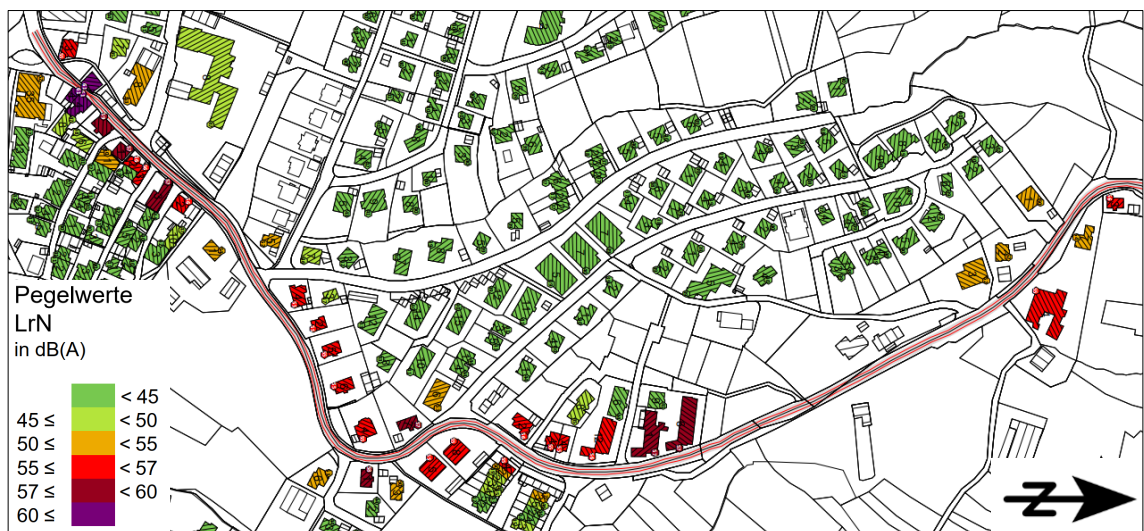 Pegelwerte
LrN
in dB(A)
< 45
45 ≤ < 50
50 ≤ < 55
55 ≤ < 57
57 ≤ < 60
60 ≤
N